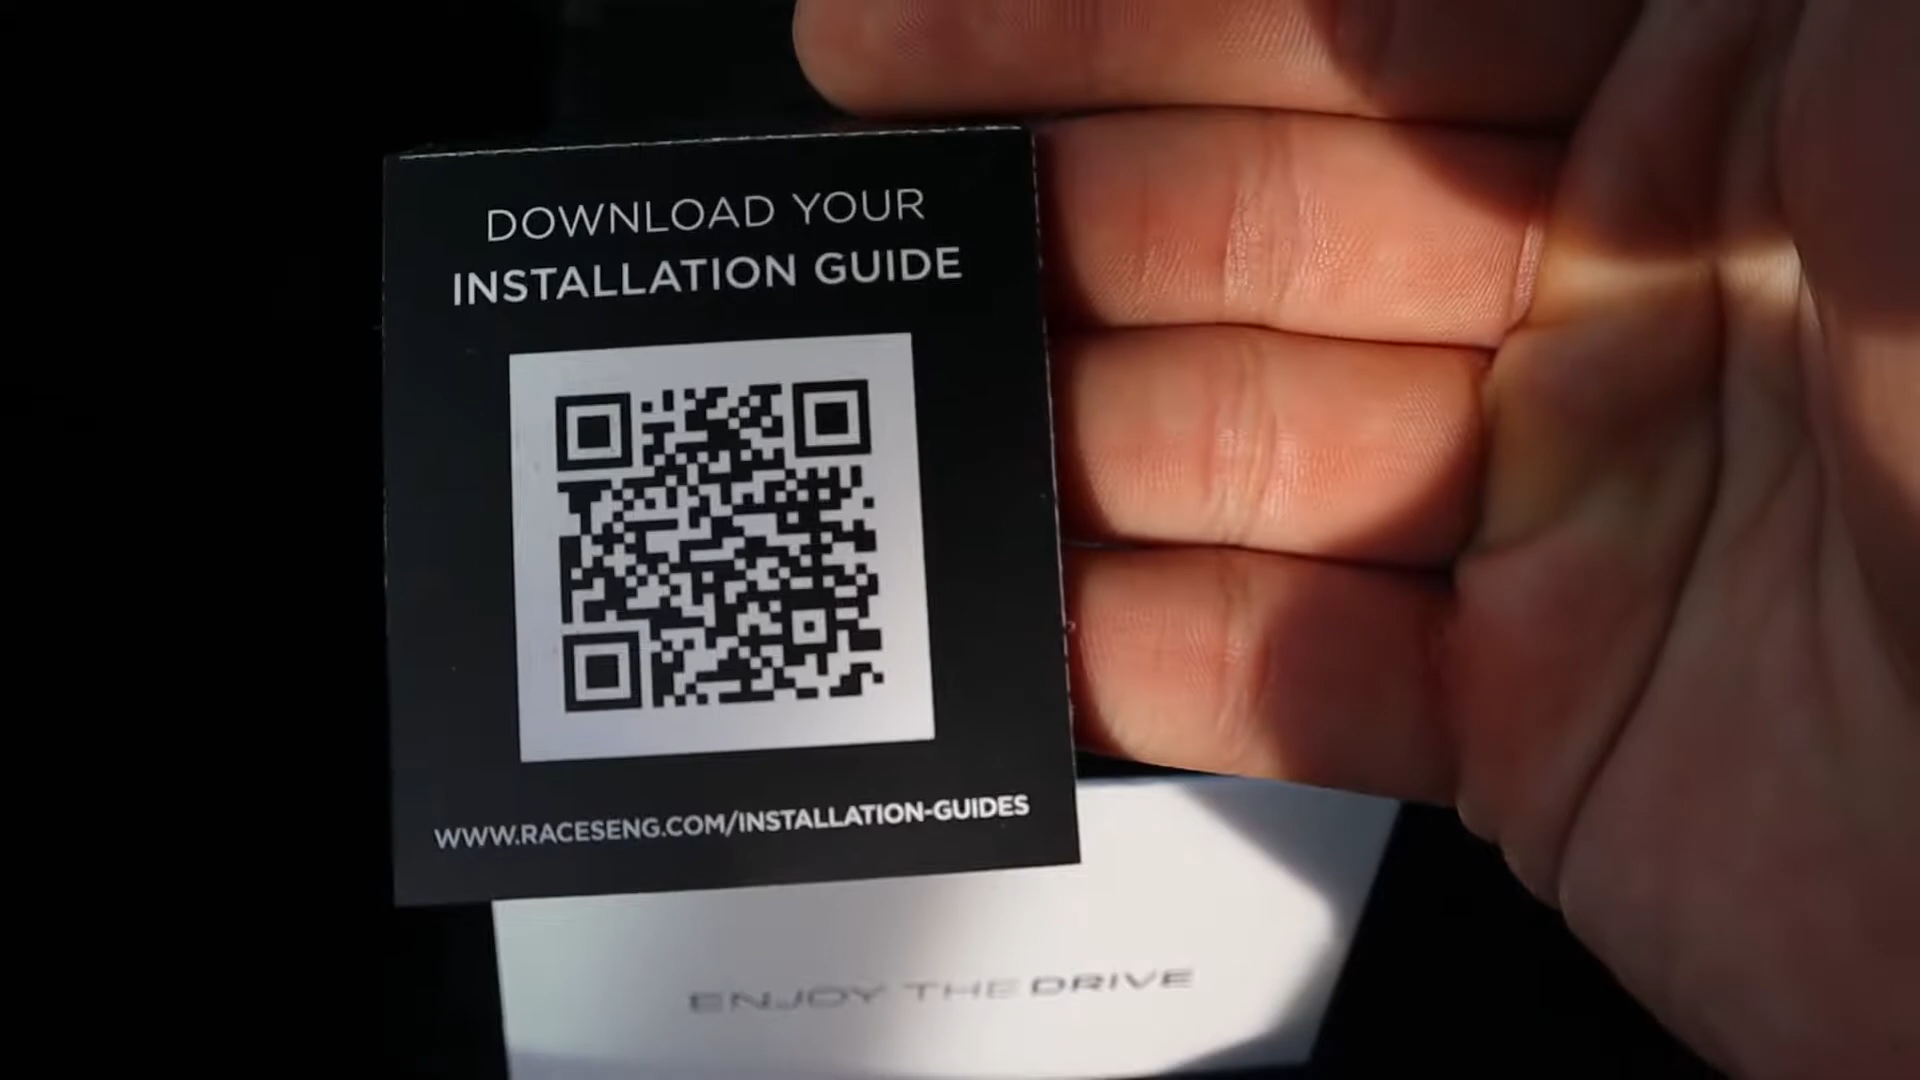 DOWNLOAD YOUR
INSTALLATION GUIDE
WWW.RACESENG.COM/INSTALLATION-GUIDES
ENJOY THE DRIVE